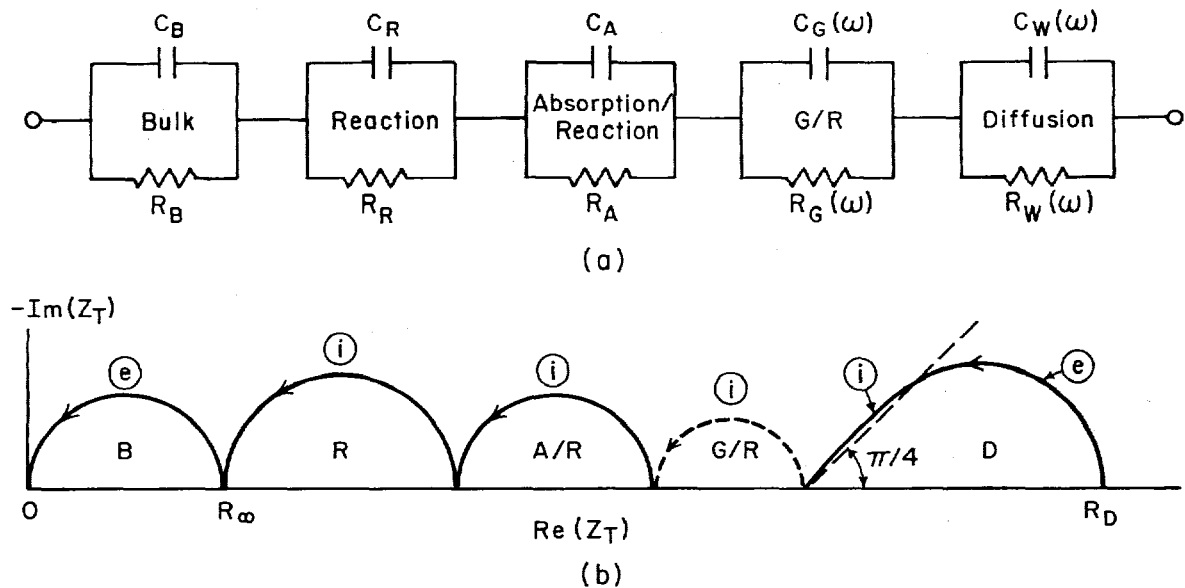 C_B C_R C_A C_G(ω) C_W(ω)
Bulk Reaction Absorption/ Reaction G/R Diffusion
R_B R_R R_A R_G(ω) R_W(ω)
(a)
-Im(Z_T)
e i i i i e
B R A/R G/R π/4 D
0 R_∞ Re(Z_T) R_D
(b)